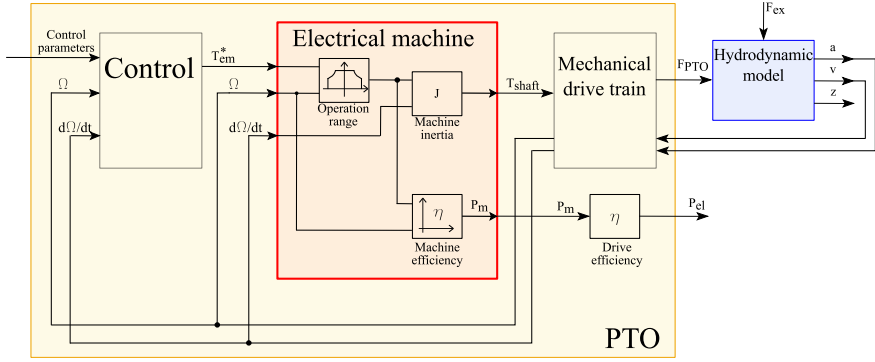 Control
parameters
Ω
dΩ/dt
Control
T*em
Ω
dΩ/dt
Electrical machine
Operation
range
J
Machine
inertia
η
Machine
efficiency
Tshaft
Pm
Mechanical
drive train
Pm
η
Drive
efficiency
Pel
FPTO
Fex
Hydrodynamic
model
a
v
z
PTO